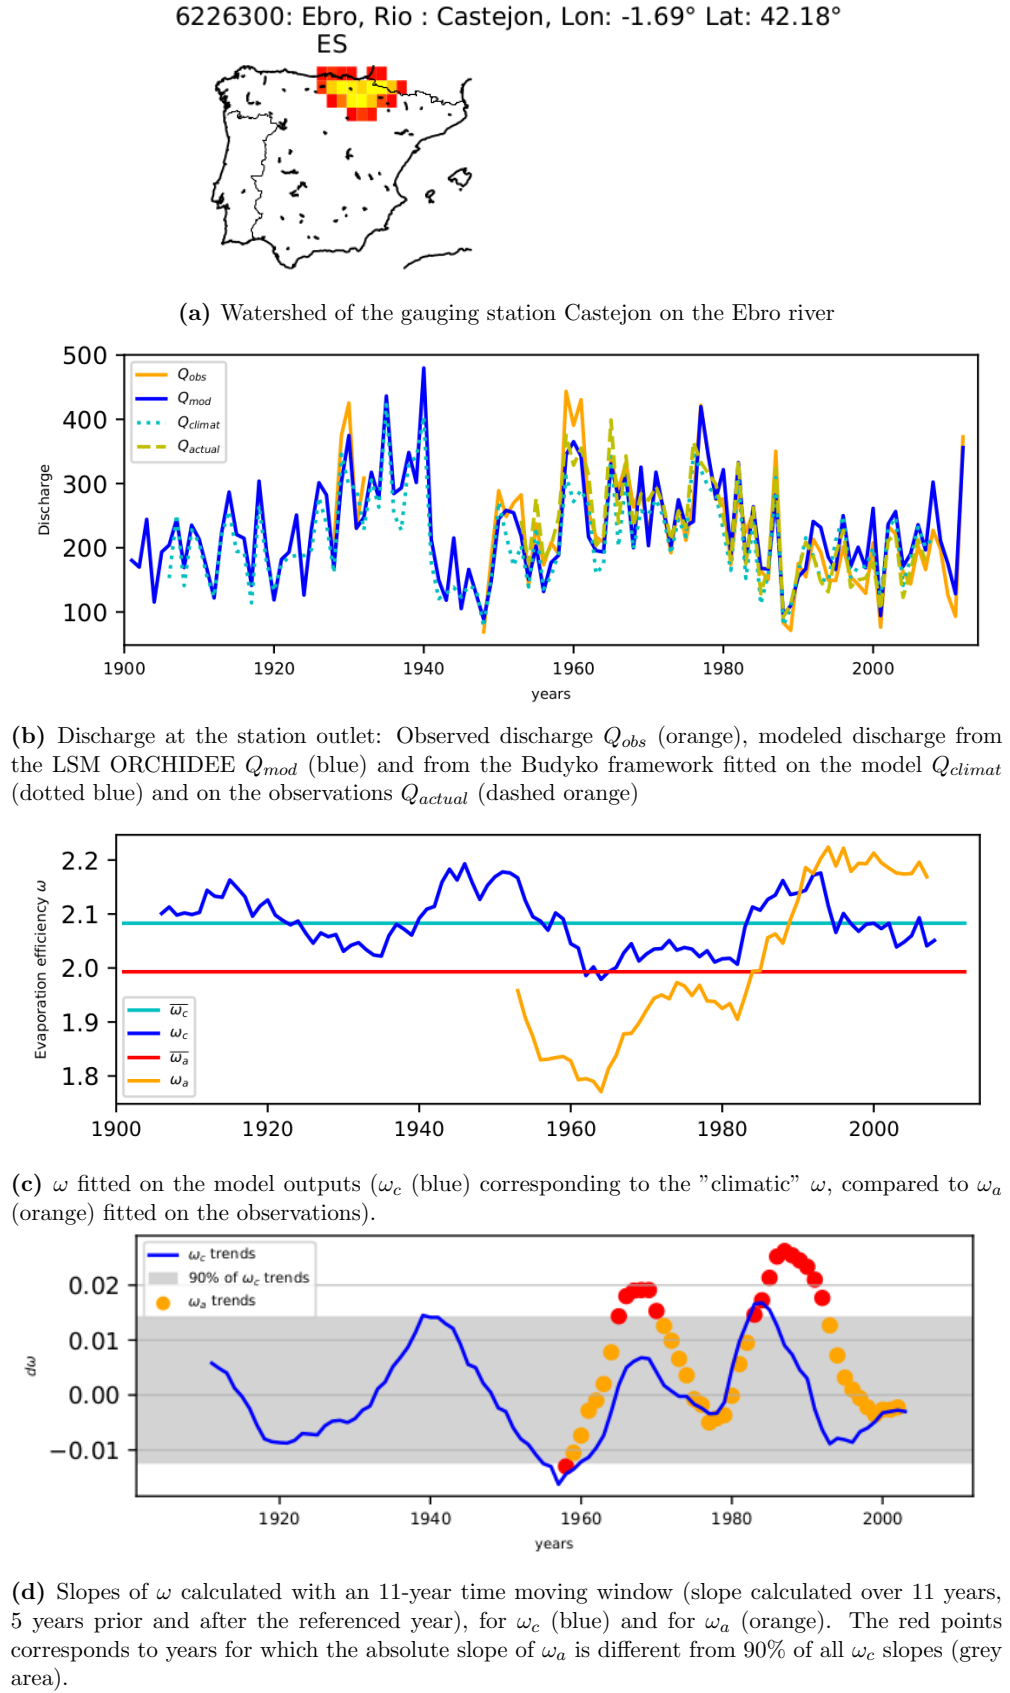 6226300: Ebro, Rio : Castejon, Lon: -1.69° Lat: 42.18°
ES
(a) Watershed of the gauging station Castejon on the Ebro river
500
400
300
200
100
Discharge
Q_obs
Q_mod
Q_climat
Q_actual
1900 1920 1940 1960 1980 2000
years
(b) Discharge at the station outlet: Observed discharge Q_obs (orange), modeled discharge from
the LSM ORCHIDEE Q_mod (blue) and from the Budyko framework fitted on the model Q_climat
(dotted blue) and on the observations Q_actual (dashed orange)
2.2
2.1
2.0
1.9
1.8
Evaporation efficiency ω
ω̅_c
ω_c
ω̅_a
ω_a
1900 1920 1940 1960 1980 2000
(c) ω fitted on the model outputs (ω_c (blue) corresponding to the ”climatic” ω, compared to ω_a
(orange) fitted on the observations).
ω_c trends
90% of ω_c trends
ω_a trends
0.02
0.01
0.00
−0.01
dω
1920 1940 1960 1980 2000
years
(d) Slopes of ω calculated with an 11-year time moving window (slope calculated over 11 years,
5 years prior and after the referenced year), for ω_c (blue) and for ω_a (orange). The red points
corresponds to years for which the absolute slope of ω_a is different from 90% of all ω_c slopes (grey
area).